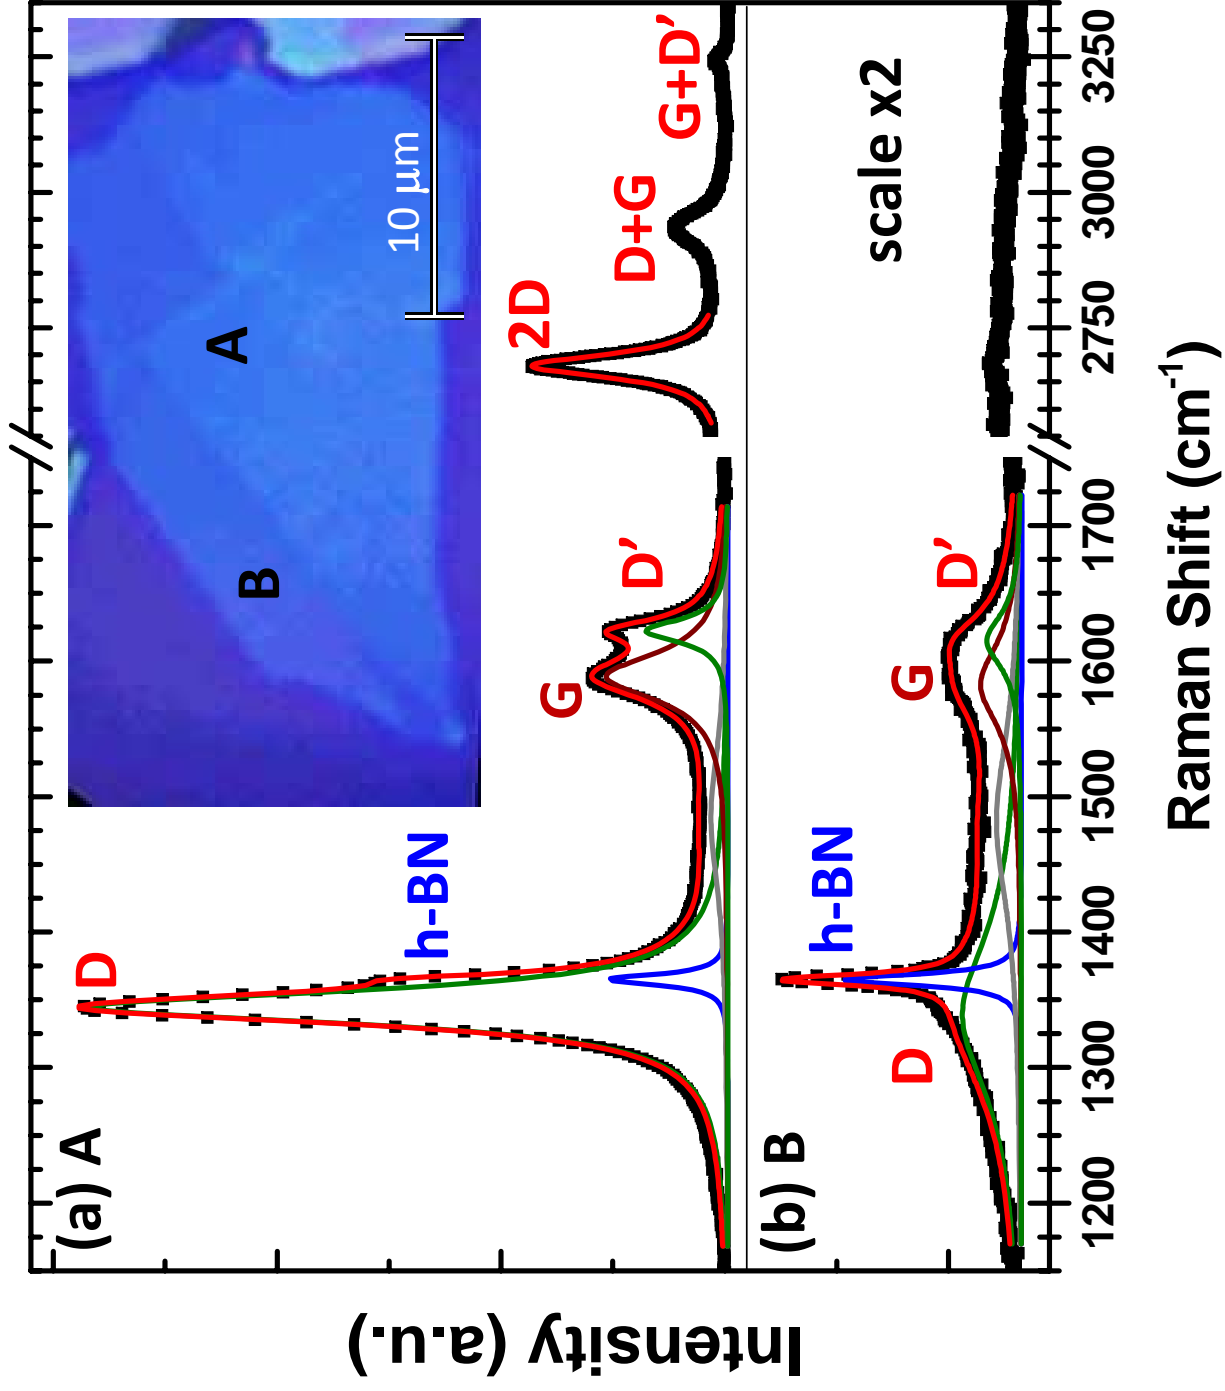 (a) A
D
h-BN
G
D′
2D
D+G
G+D′
A
B
10 μm
(b) B
D
h-BN
G
D′
scale x2
1200 1300 1400 1500 1600 1700 2750 3000 3250
Raman Shift (cm-1)
Intensity (a.u.)